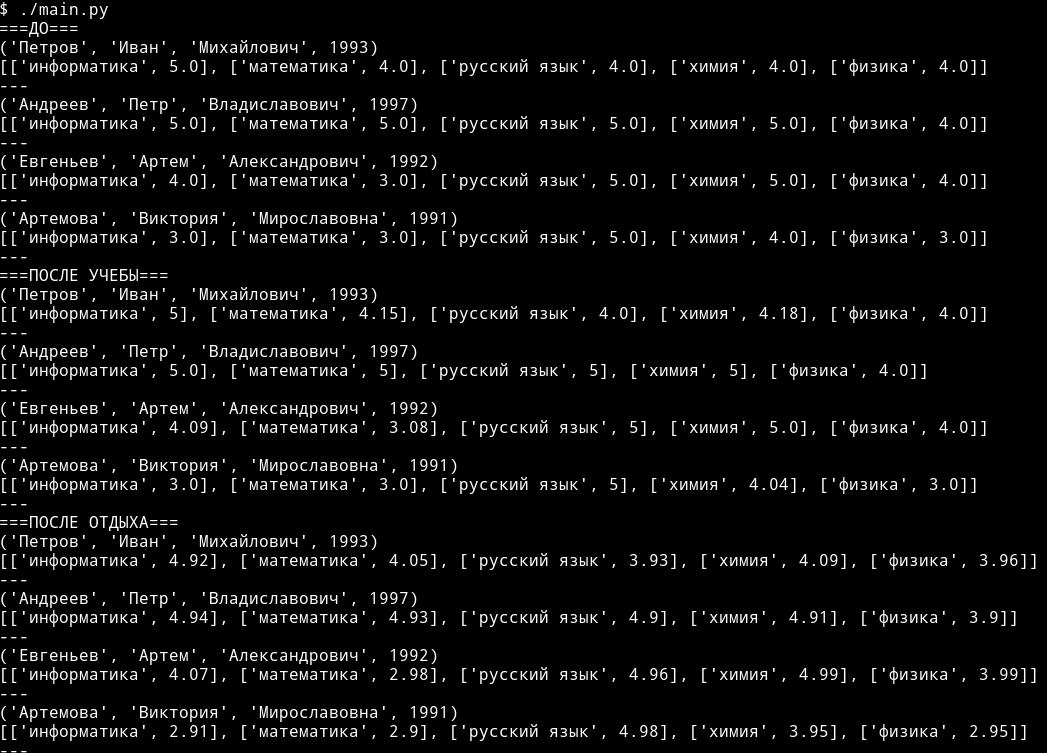 $ ./main.py
===ДО===
('Петров', 'Иван', 'Михайлович', 1993)
[['информатика', 5.0], ['математика', 4.0], ['русский язык', 4.0], ['химия', 4.0], ['физика', 4.0]]
---
('Андреев', 'Петр', 'Владиславович', 1997)
[['информатика', 5.0], ['математика', 5.0], ['русский язык', 5.0], ['химия', 5.0], ['физика', 4.0]]
---
('Евгеньев', 'Артем', 'Александрович', 1992)
[['информатика', 4.0], ['математика', 3.0], ['русский язык', 5.0], ['химия', 5.0], ['физика', 4.0]]
---
('Артемова', 'Виктория', 'Мирославовна', 1991)
[['информатика', 3.0], ['математика', 3.0], ['русский язык', 5.0], ['химия', 4.0], ['физика', 3.0]]
---
===ПОСЛЕ УЧЕБЫ===
('Петров', 'Иван', 'Михайлович', 1993)
[['информатика', 5], ['математика', 4.15], ['русский язык', 4.0], ['химия', 4.18], ['физика', 4.0]]
---
('Андреев', 'Петр', 'Владиславович', 1997)
[['информатика', 5.0], ['математика', 5], ['русский язык', 5], ['химия', 5], ['физика', 4.0]]
---
('Евгеньев', 'Артем', 'Александрович', 1992)
[['информатика', 4.09], ['математика', 3.08], ['русский язык', 5], ['химия', 5.0], ['физика', 4.0]]
---
('Артемова', 'Виктория', 'Мирославовна', 1991)
[['информатика', 3.0], ['математика', 3.0], ['русский язык', 5], ['химия', 4.04], ['физика', 3.0]]
---
===ПОСЛЕ ОТДЫХА===
('Петров', 'Иван', 'Михайлович', 1993)
[['информатика', 4.92], ['математика', 4.05], ['русский язык', 3.93], ['химия', 4.09], ['физика', 3.96]]
---
('Андреев', 'Петр', 'Владиславович', 1997)
[['информатика', 4.94], ['математика', 4.93], ['русский язык', 4.9], ['химия', 4.91], ['физика', 3.9]]
---
('Евгеньев', 'Артем', 'Александрович', 1992)
[['информатика', 4.07], ['математика', 2.98], ['русский язык', 4.96], ['химия', 4.99], ['физика', 3.99]]
---
('Артемова', 'Виктория', 'Мирославовна', 1991)
[['информатика', 2.91], ['математика', 2.9], ['русский язык', 4.98], ['химия', 3.95], ['физика', 2.95]]
---